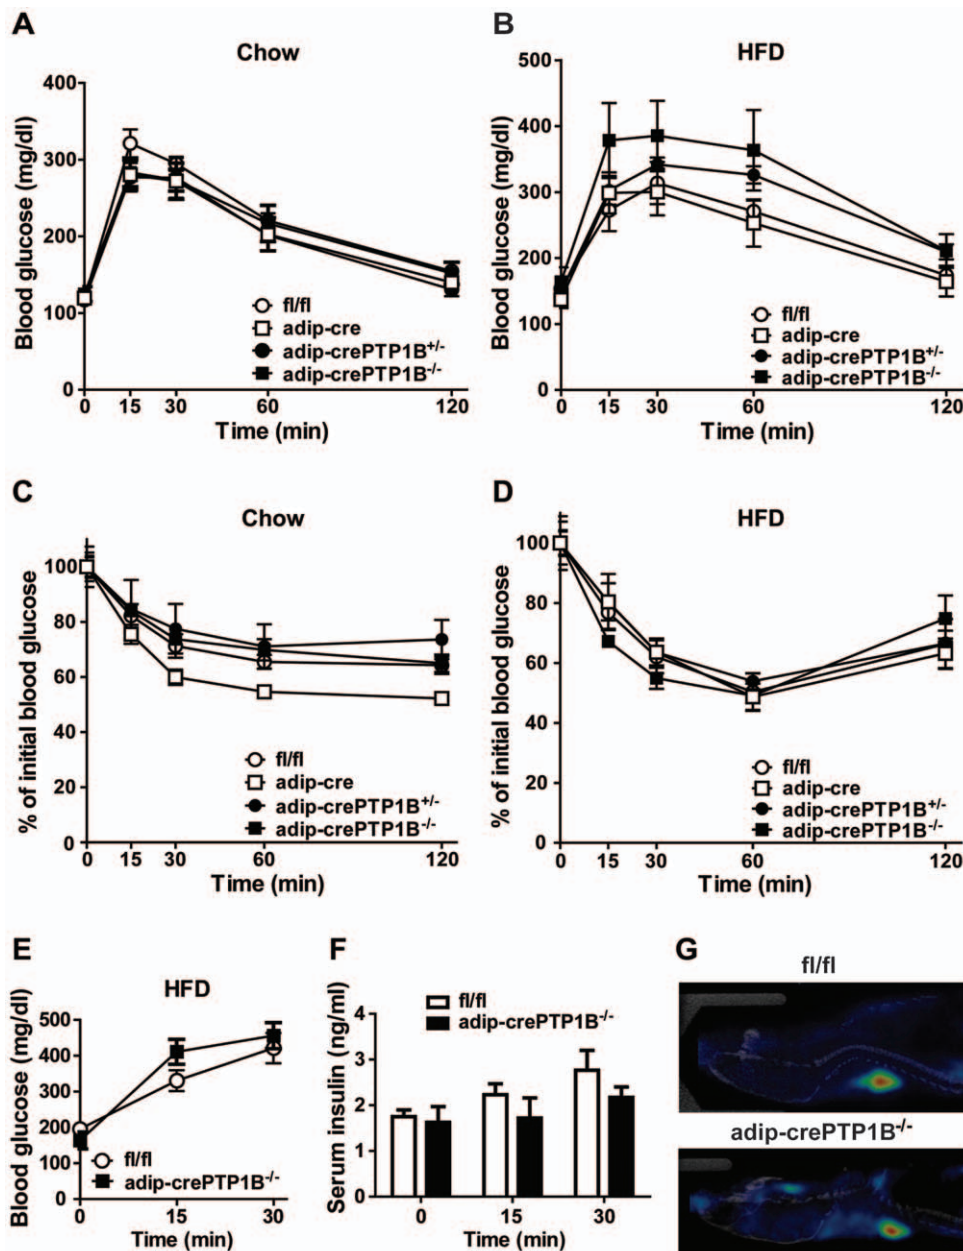 A
Chow
Blood glucose (mg/dl)
400
300
200
100
0
0 15 30 60 120
Time (min)
fl/fl
adip-cre
adip-crePTP1B+/-
adip-crePTP1B-/-
B
HFD
Blood glucose (mg/dl)
500
400
300
200
100
0
0 15 30 60 120
Time (min)
fl/fl
adip-cre
adip-crePTP1B+/-
adip-crePTP1B-/-
C
Chow
% of initial blood glucose
100
80
60
40
20
0
0 15 30 60 120
Time (min)
fl/fl
adip-cre
adip-crePTP1B+/-
adip-crePTP1B-/-
D
HFD
% of initial blood glucose
100
80
60
40
20
0
0 15 30 60 120
Time (min)
fl/fl
adip-cre
adip-crePTP1B+/-
adip-crePTP1B-/-
E
HFD
Blood glucose (mg/dl)
500
400
300
200
100
0
0 15 30
Time (min)
fl/fl
adip-crePTP1B-/-
F
Serum insulin (ng/ml)
4
3
2
1
0
0 15 30
Time (min)
fl/fl
adip-crePTP1B-/-
G
fl/fl
adip-crePTP1B-/-